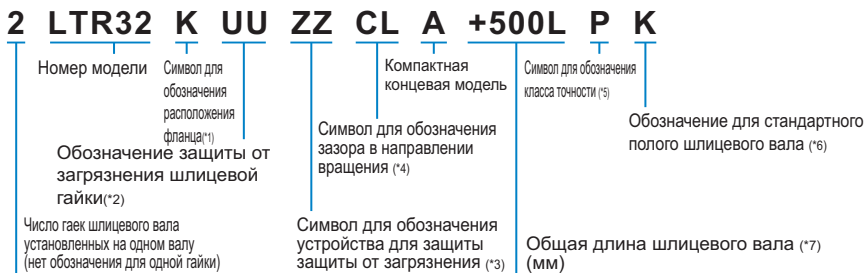 2 LTR32 K UU ZZ CL A +500L P K
Номер модели
Символ для
обозначения
расположения
фланца(*1)
Компактная
концевая модель
Символ для обозначения
класса точности (*5)
Обозначение защиты от
загрязнения шлицевой
гайки(*2)
Символ для обозначения
зазора в направлении
вращения (*4)
Обозначение для стандартного
полого шлицевого вала (*6)
Число гаек шлицевого вала
установленных на одном валу
(нет обозначения для одной гайки)
Символ для обозначения
устройства для защиты
защиты от загрязнения (*3)
Общая длина шлицевого вала (*7)
(мм)